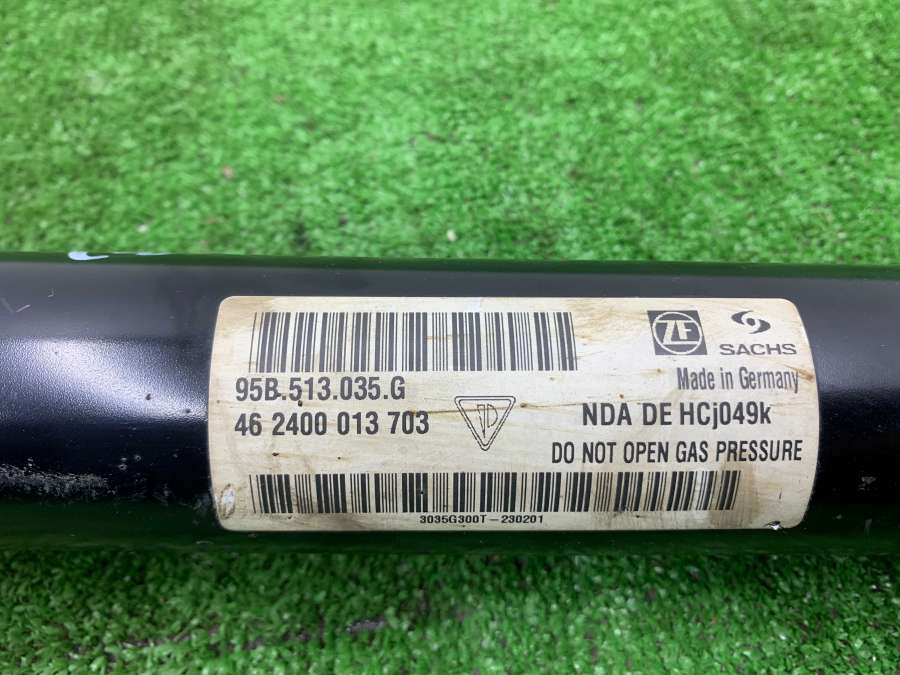 ZF
SACHS
95B.513.035.G
Made in Germany
46 2400 013 703
NDA DE HCj049k
DO NOT OPEN GAS PRESSURE
3035G300T-230201